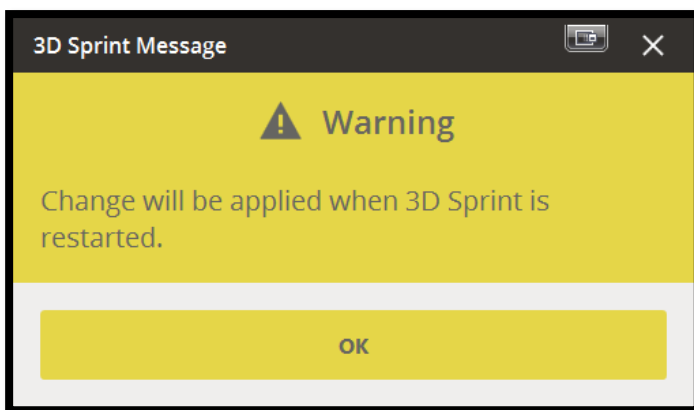 3D Sprint Message
Warning
Change will be applied when 3D Sprint is
restarted.
OK